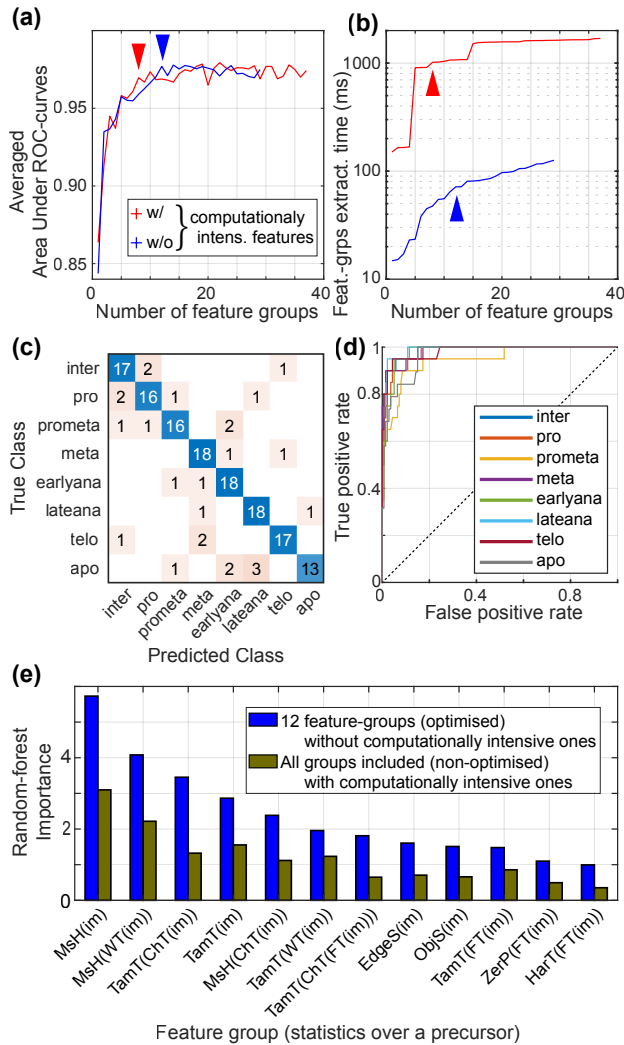 (a)
Averaged
Area Under ROC-curves
0.95
0.90
0.85
w/
w/o
}
computationaly
intens. features
0
20
40
Number of feature groups
(b)
Feat.-grps extract. time (ms)
1000
100
10
0
20
40
Number of feature groups
(c)
True Class
inter 17 2 1
pro 2 16 1 1
prometa 1 1 16 2
meta 18 1 1
earlyana 1 1 18
lateana 1 18 1
telo 1 2 17
apo 1 2 3 13
inter
pro
prometa
meta
earlyana
lateana
telo
apo
Predicted Class
(d)
True positive rate
1
0.8
0.4
0
inter
pro
prometa
meta
earlyana
lateana
telo
apo
0
0.4
0.8
1
False positive rate
(e)
Random-forest
Importance
4
2
0
12 feature-groups (optimised)
without computationally intensive ones
All groups included (non-optimised)
with computationally intensive ones
MsH(im)
MsH(WT(im))
TamT(ChT(im))
TamT(im)
MsH(ChT(im))
TamT(WT(im))
TamT(ChT(FT(im)))
EdgeS(im)
ObjS(im)
TamT(FT(im))
ZerP(FT(im))
HarT(FT(im))
Feature group (statistics over a precursor)